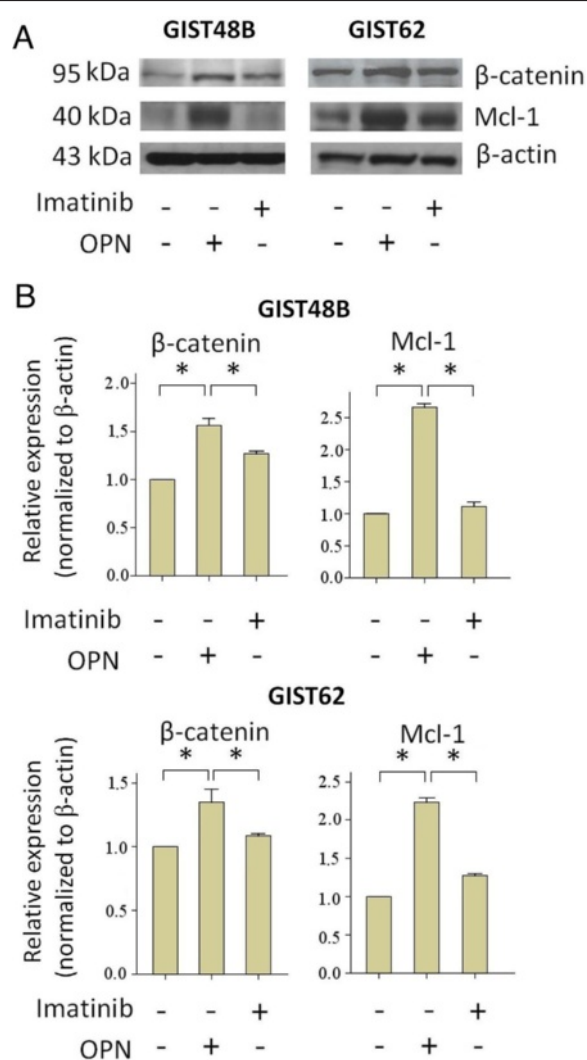 A
GIST48B GIST62
95 kDa β-catenin
40 kDa Mcl-1
43 kDa β-actin
Imatinib - - + - - +
OPN - + - - + -
B
GIST48B
β-catenin Mcl-1
* * * *
Relative expression
(normalized to β-actin)
2.0
1.5
1.0
0.5
0.0
2.5
2.0
1.5
1.0
0.5
0.0
Imatinib - - + - - +
OPN - + - - + -
GIST62
β-catenin Mcl-1
* * * *
Relative expression
(normalized to β-actin)
1.5
1.0
0.5
0.0
2.5
2.0
1.5
1.0
0.5
0.0
Imatinib - - + - - +
OPN - + - - + -